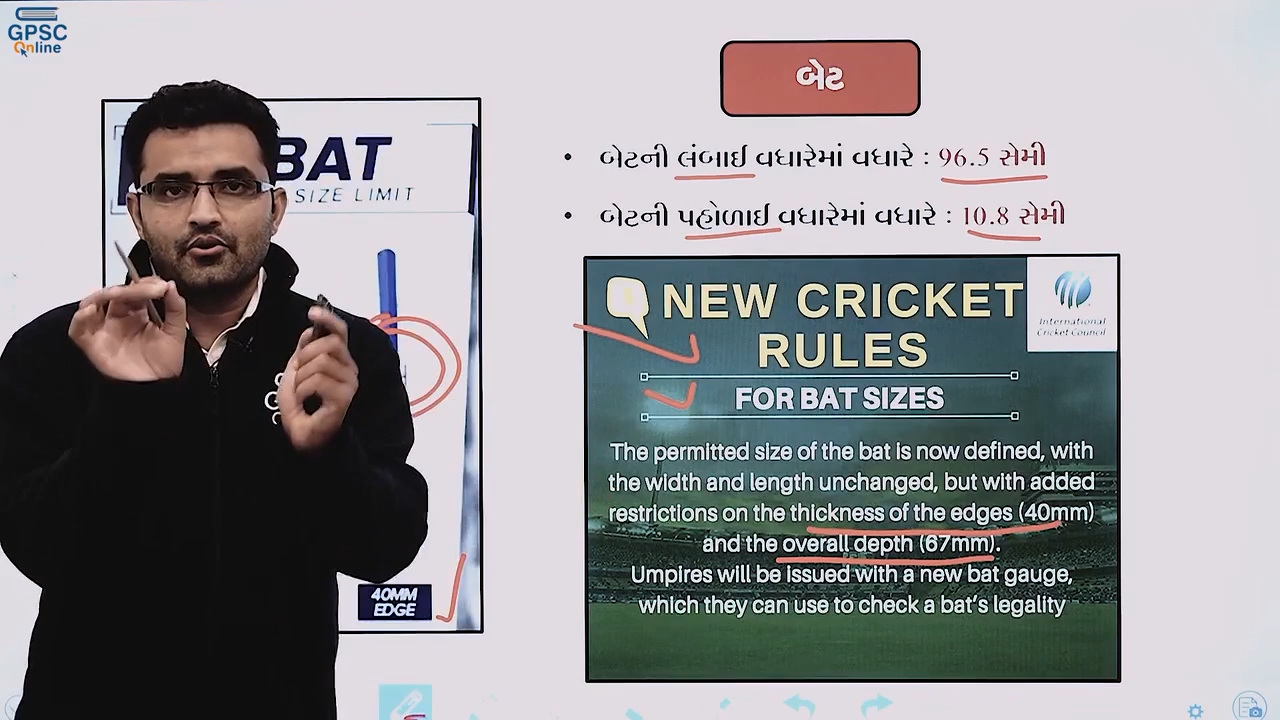 GPSC
Online
બેટ
BAT
SIZE LIMIT
• બેટની લંબાઈ વધારેમાં વધારે : 96.5 સેમી
• બેટની પહોળાઈ વધારેમાં વધારે : 10.8 સેમી
NEW CRICKET
RULES
FOR BAT SIZES
International
Cricket Council
The permitted size of the bat is now defined, with
the width and length unchanged, but with added
restrictions on the thickness of the edges (40mm)
and the overall depth (67mm).
Umpires will be issued with a new bat gauge,
which they can use to check a bat's legality
40MM
EDGE